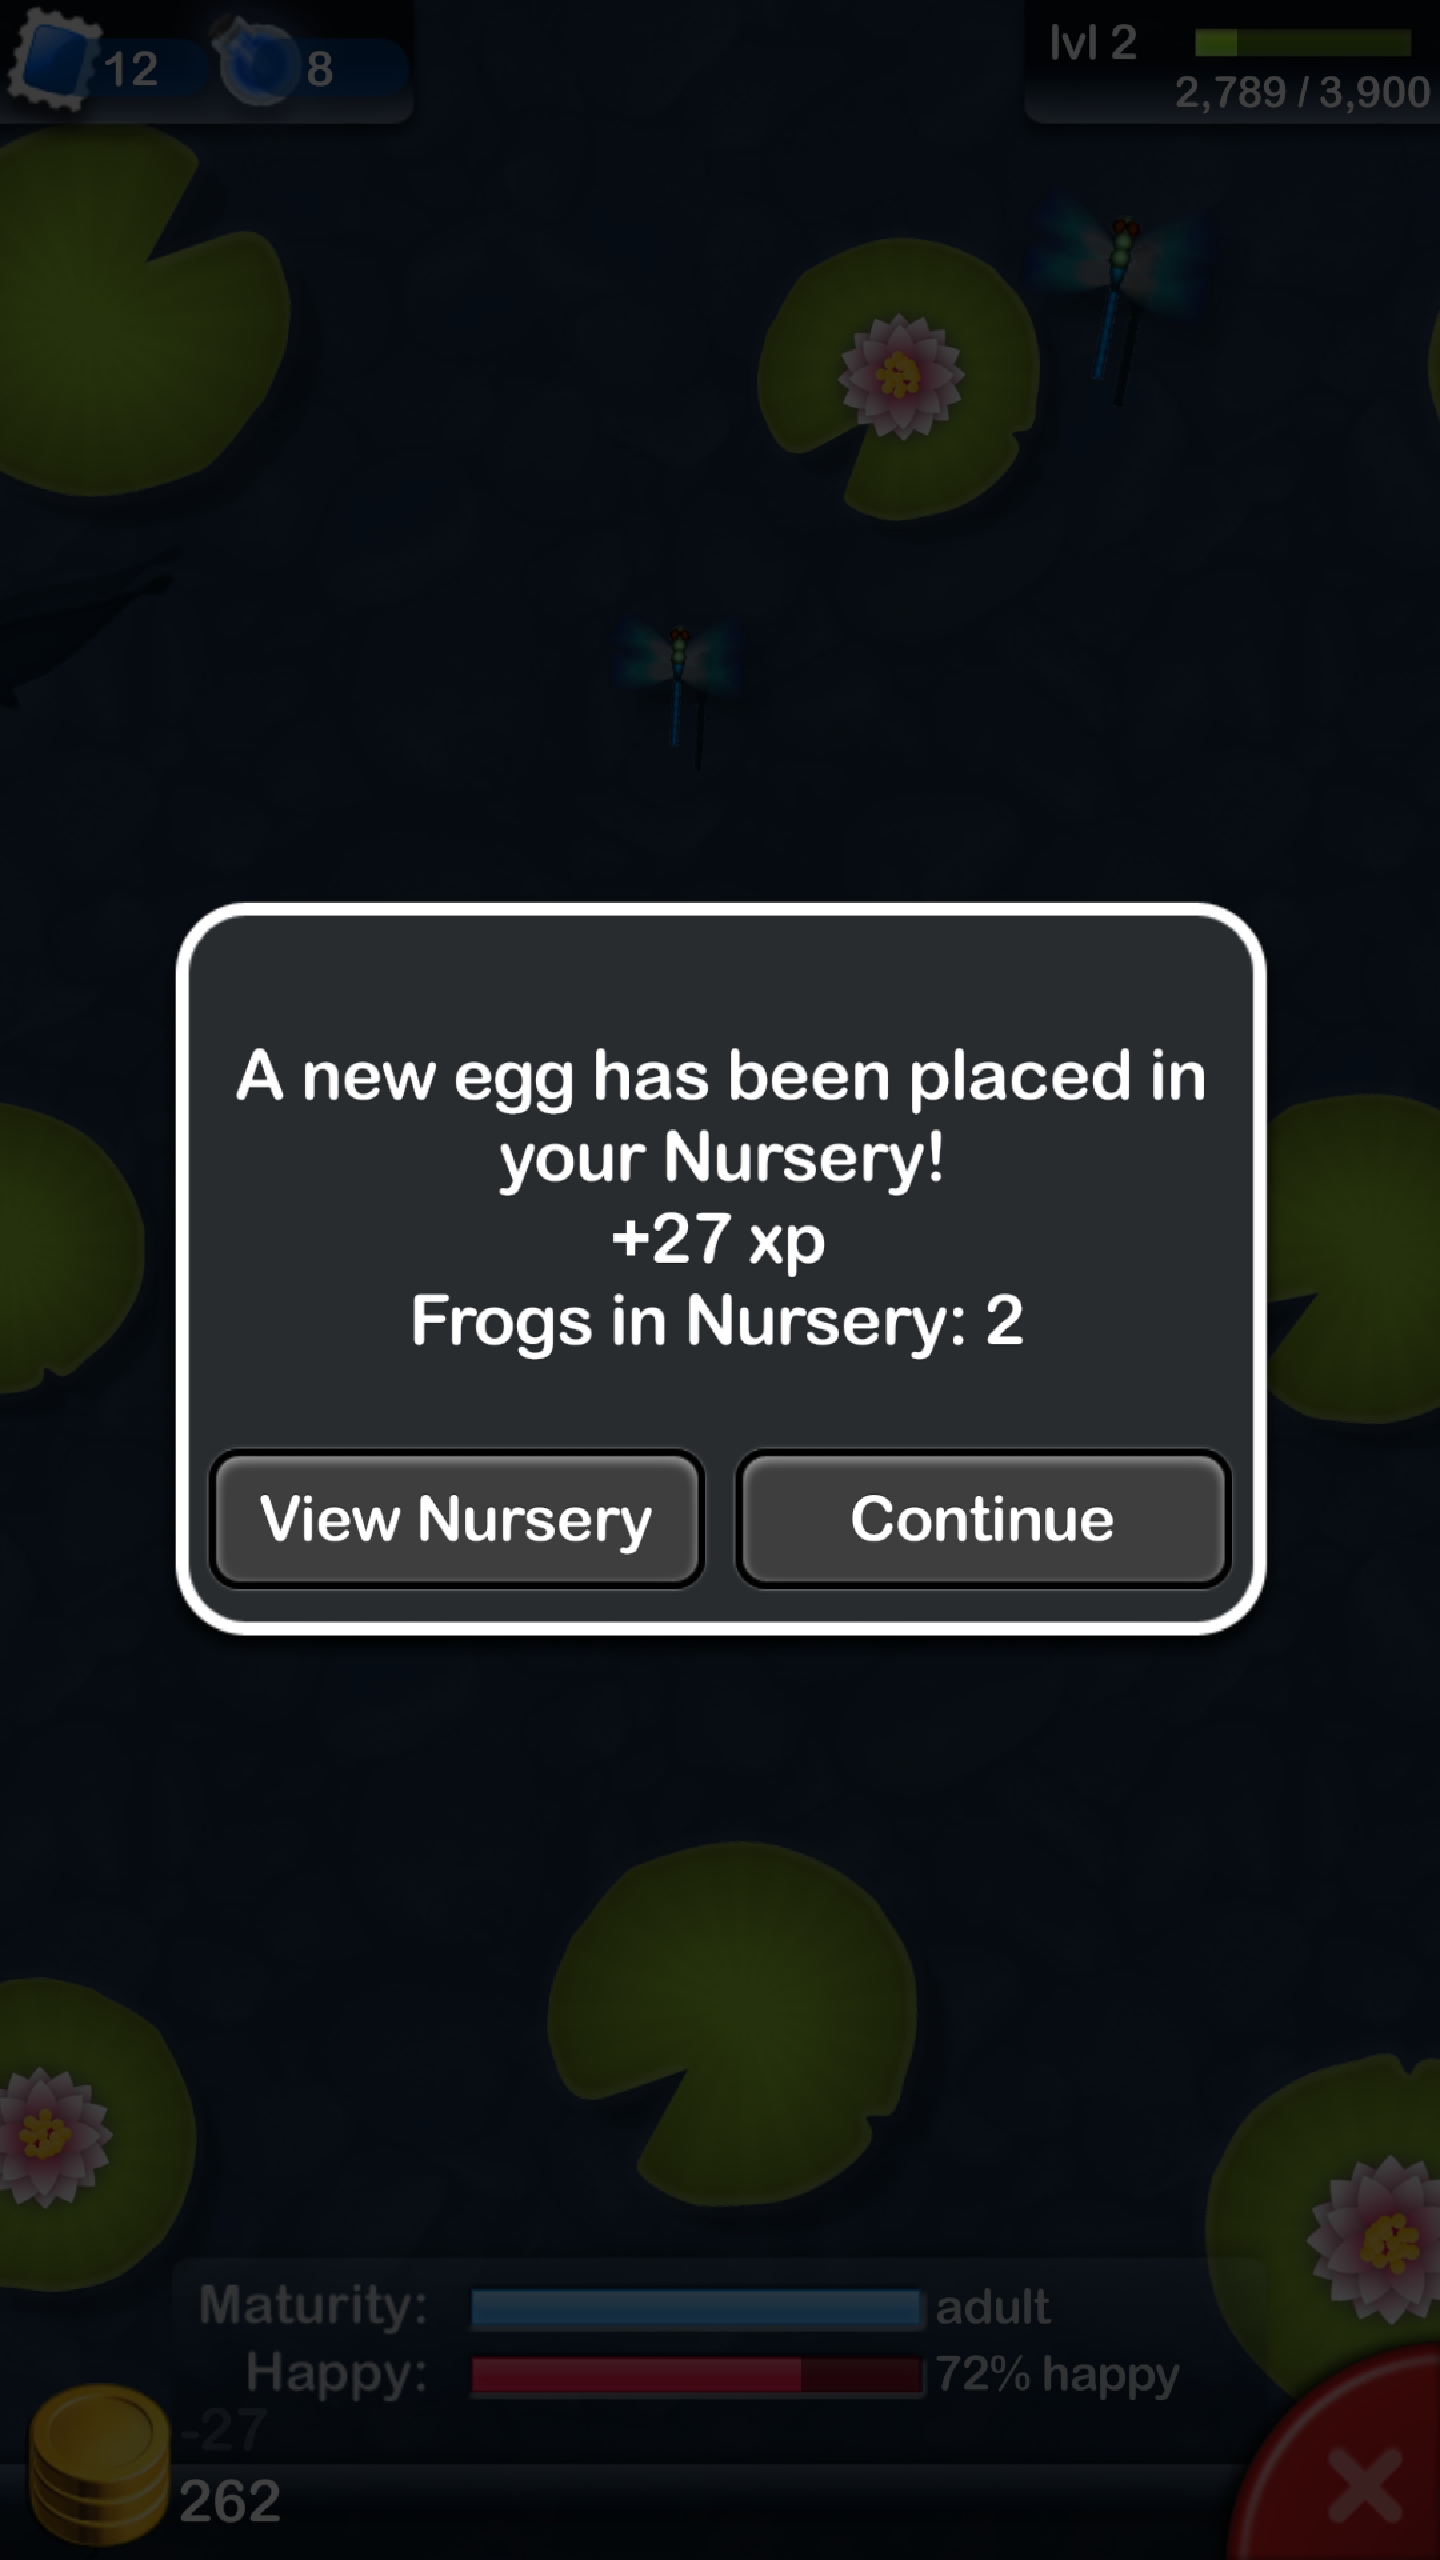 12
8
lvl 2
2,789 / 3,900
A new egg has been placed in
your Nursery!
+27 xp
Frogs in Nursery: 2
View Nursery
Continue
Maturity:
adult
Happy:
72% happy
-27
262